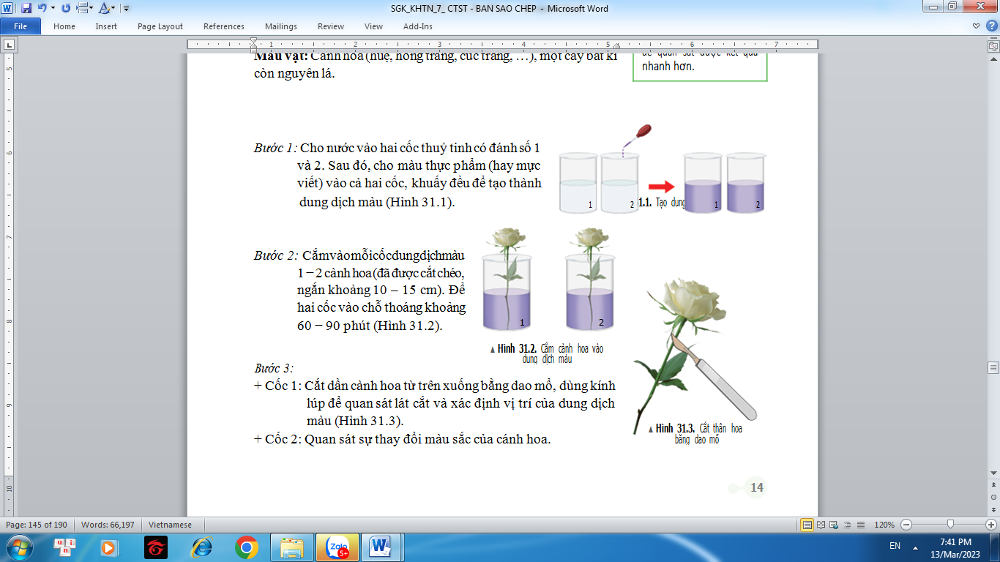 SGK_KHTN_7_ CTST - BAN SAO CHEP - Microsoft Word
File Home Insert Page Layout References Mailings Review View Add-Ins
1 2 3 4 5 6 7
Mẫu vật: Cành hoa (huệ, hồng trắng, cúc trắng, …), một cây bất kì
còn nguyên lá.
để quan sát được kết quả
nhanh hơn.
Bước 1: Cho nước vào hai cốc thuỷ tinh có đánh số 1
và 2. Sau đó, cho màu thực phẩm (hay mực
viết) vào cả hai cốc, khuấy đều để tạo thành
dung dịch màu (Hình 31.1).
1 2 1.1. Tạo dung 1 2
Bước 2: Cắm vào mỗi cốc dung dịch màu
1 – 2 cành hoa (đã được cắt chéo,
ngắn khoảng 10 – 15 cm). Để
hai cốc vào chỗ thoáng khoảng
60 – 90 phút (Hình 31.2).
1 2
▲ Hình 31.2. Cắm cành hoa vào
dung dịch màu
Bước 3:
+ Cốc 1: Cắt dần cành hoa từ trên xuống bằng dao mổ, dùng kính
lúp để quan sát lát cắt và xác định vị trí của dung dịch
màu (Hình 31.3).
+ Cốc 2: Quan sát sự thay đổi màu sắc của cánh hoa.
▲ Hình 31.3. Cắt thân hoa
bằng dao mổ
14
Page: 145 of 190 Words: 66,197 Vietnamese 120%
Zalo 5+ EN 7:41 PM
13/Mar/2023